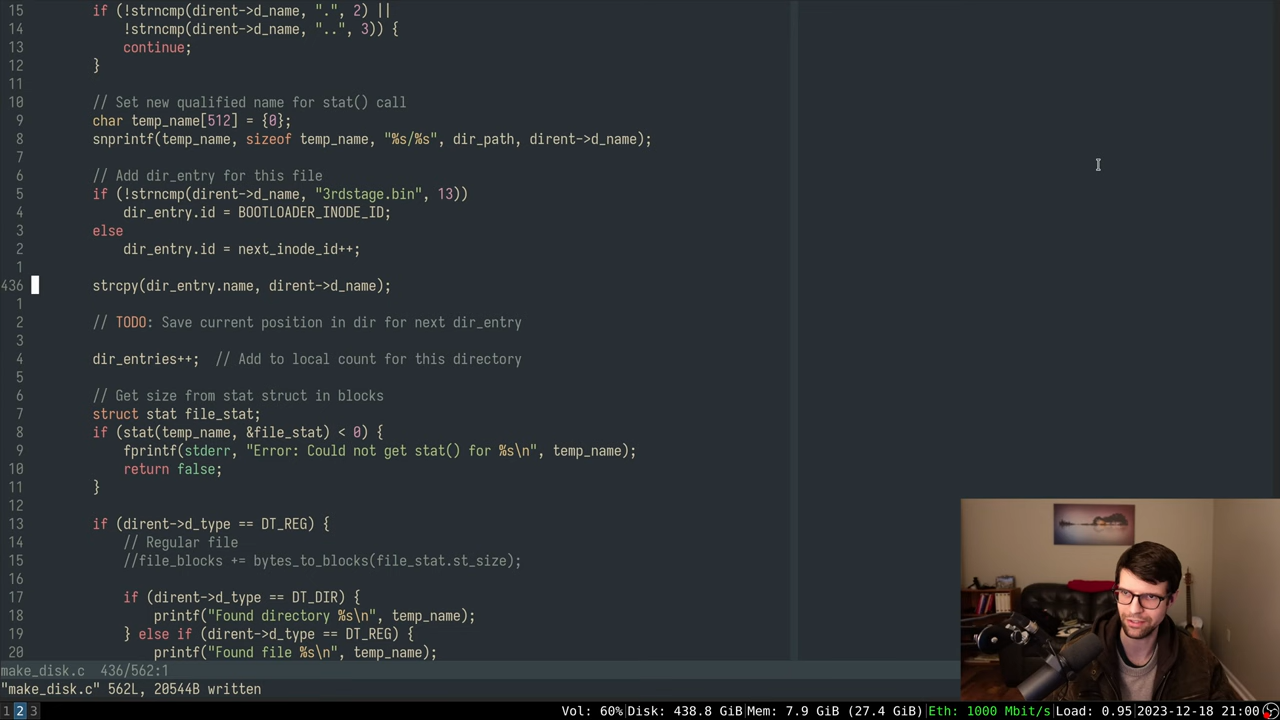 15 if (!strncmp(dirent->d_name, ".", 2) ||
14 !strncmp(dirent->d_name, "..", 3)) {
13 continue;
12 }
11
10 // Set new qualified name for stat() call
9 char temp_name[512] = {0};
8 snprintf(temp_name, sizeof temp_name, "%s/%s", dir_path, dirent->d_name);
7
6 // Add dir_entry for this file
5 if (!strncmp(dirent->d_name, "3rdstage.bin", 13))
4 dir_entry.id = BOOTLOADER_INODE_ID;
3 else
2 dir_entry.id = next_inode_id++;
1
436 strcpy(dir_entry.name, dirent->d_name);
1
2 // TODO: Save current position in dir for next dir_entry
3
4 dir_entries++; // Add to local count for this directory
5
6 // Get size from stat struct in blocks
7 struct stat file_stat;
8 if (stat(temp_name, &file_stat) < 0) {
9 fprintf(stderr, "Error: Could not get stat() for %s\n", temp_name);
10 return false;
11 }
12
13 if (dirent->d_type == DT_REG) {
14 // Regular file
15 //file_blocks += bytes_to_blocks(file_stat.st_size);
16
17 if (dirent->d_type == DT_DIR) {
18 printf("Found directory %s\n", temp_name);
19 } else if (dirent->d_type == DT_REG) {
20 printf("Found file %s\n", temp_name);
make_disk.c 436/562:1
"make_disk.c" 562L, 20544B written
1 2 3 Vol: 60%|Disk: 438.8 GiB|Mem: 7.9 GiB (27.4 GiB)|Eth: 1000 Mbit/s|Load: 0.95|2023-12-18 21:00